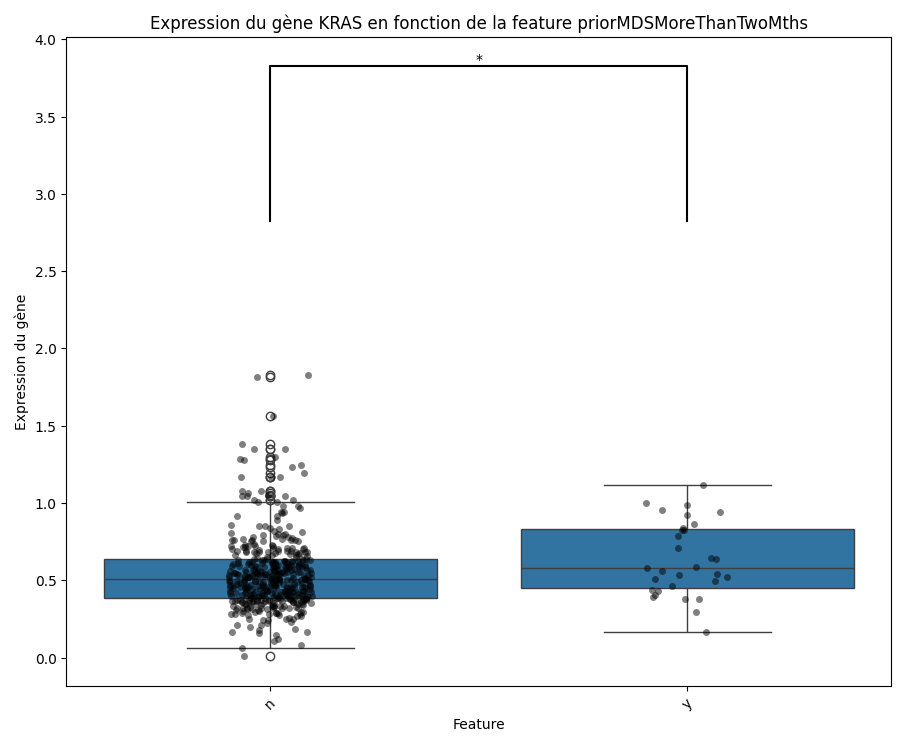 Expression du gène KRAS en fonction de la feature priorMDSMoreThanTwoMths
*
4.0
3.5
3.0
2.5
2.0
1.5
1.0
0.5
0.0
Expression du gène
n
y
Feature